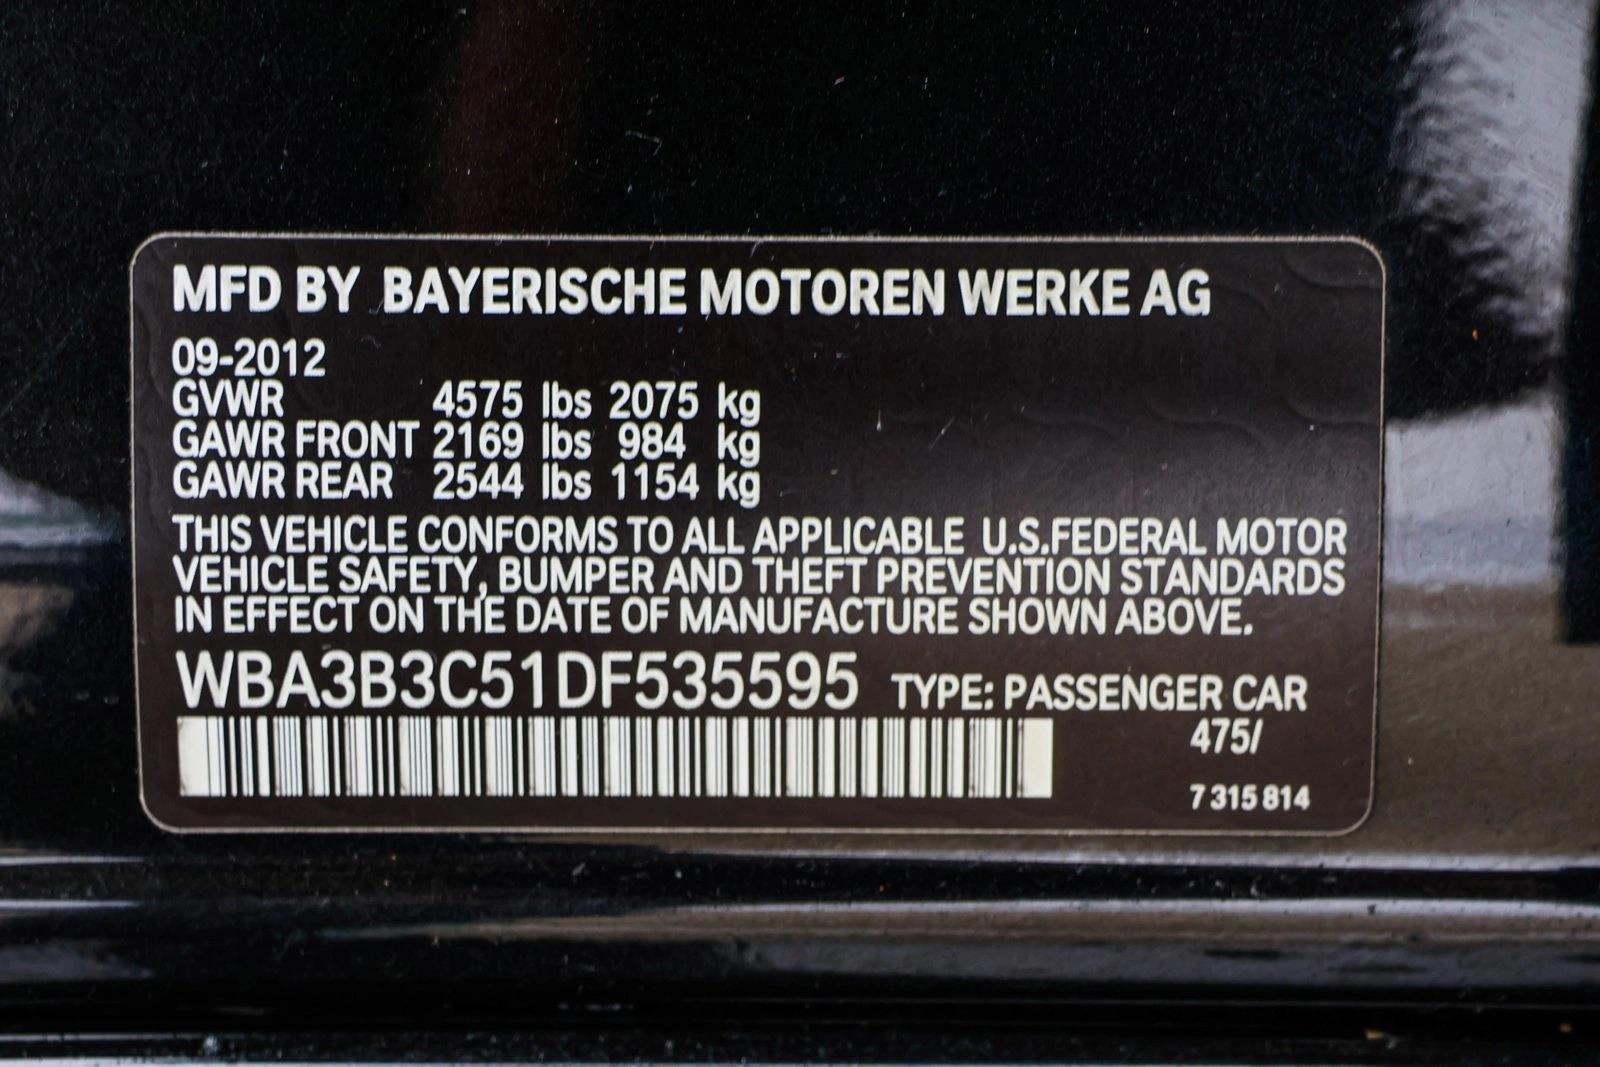 MFD BY BAYERISCHE MOTOREN WERKE AG
09-2012
GVWR 4575 lbs 2075 kg
GAWR FRONT 2169 lbs 984 kg
GAWR REAR 2544 lbs 1154 kg
THIS VEHICLE CONFORMS TO ALL APPLICABLE U.S.FEDERAL MOTOR
VEHICLE SAFETY, BUMPER AND THEFT PREVENTION STANDARDS
IN EFFECT ON THE DATE OF MANUFACTURE SHOWN ABOVE.
WBA3B3C51DF535595 TYPE: PASSENGER CAR
475/
7 315 814